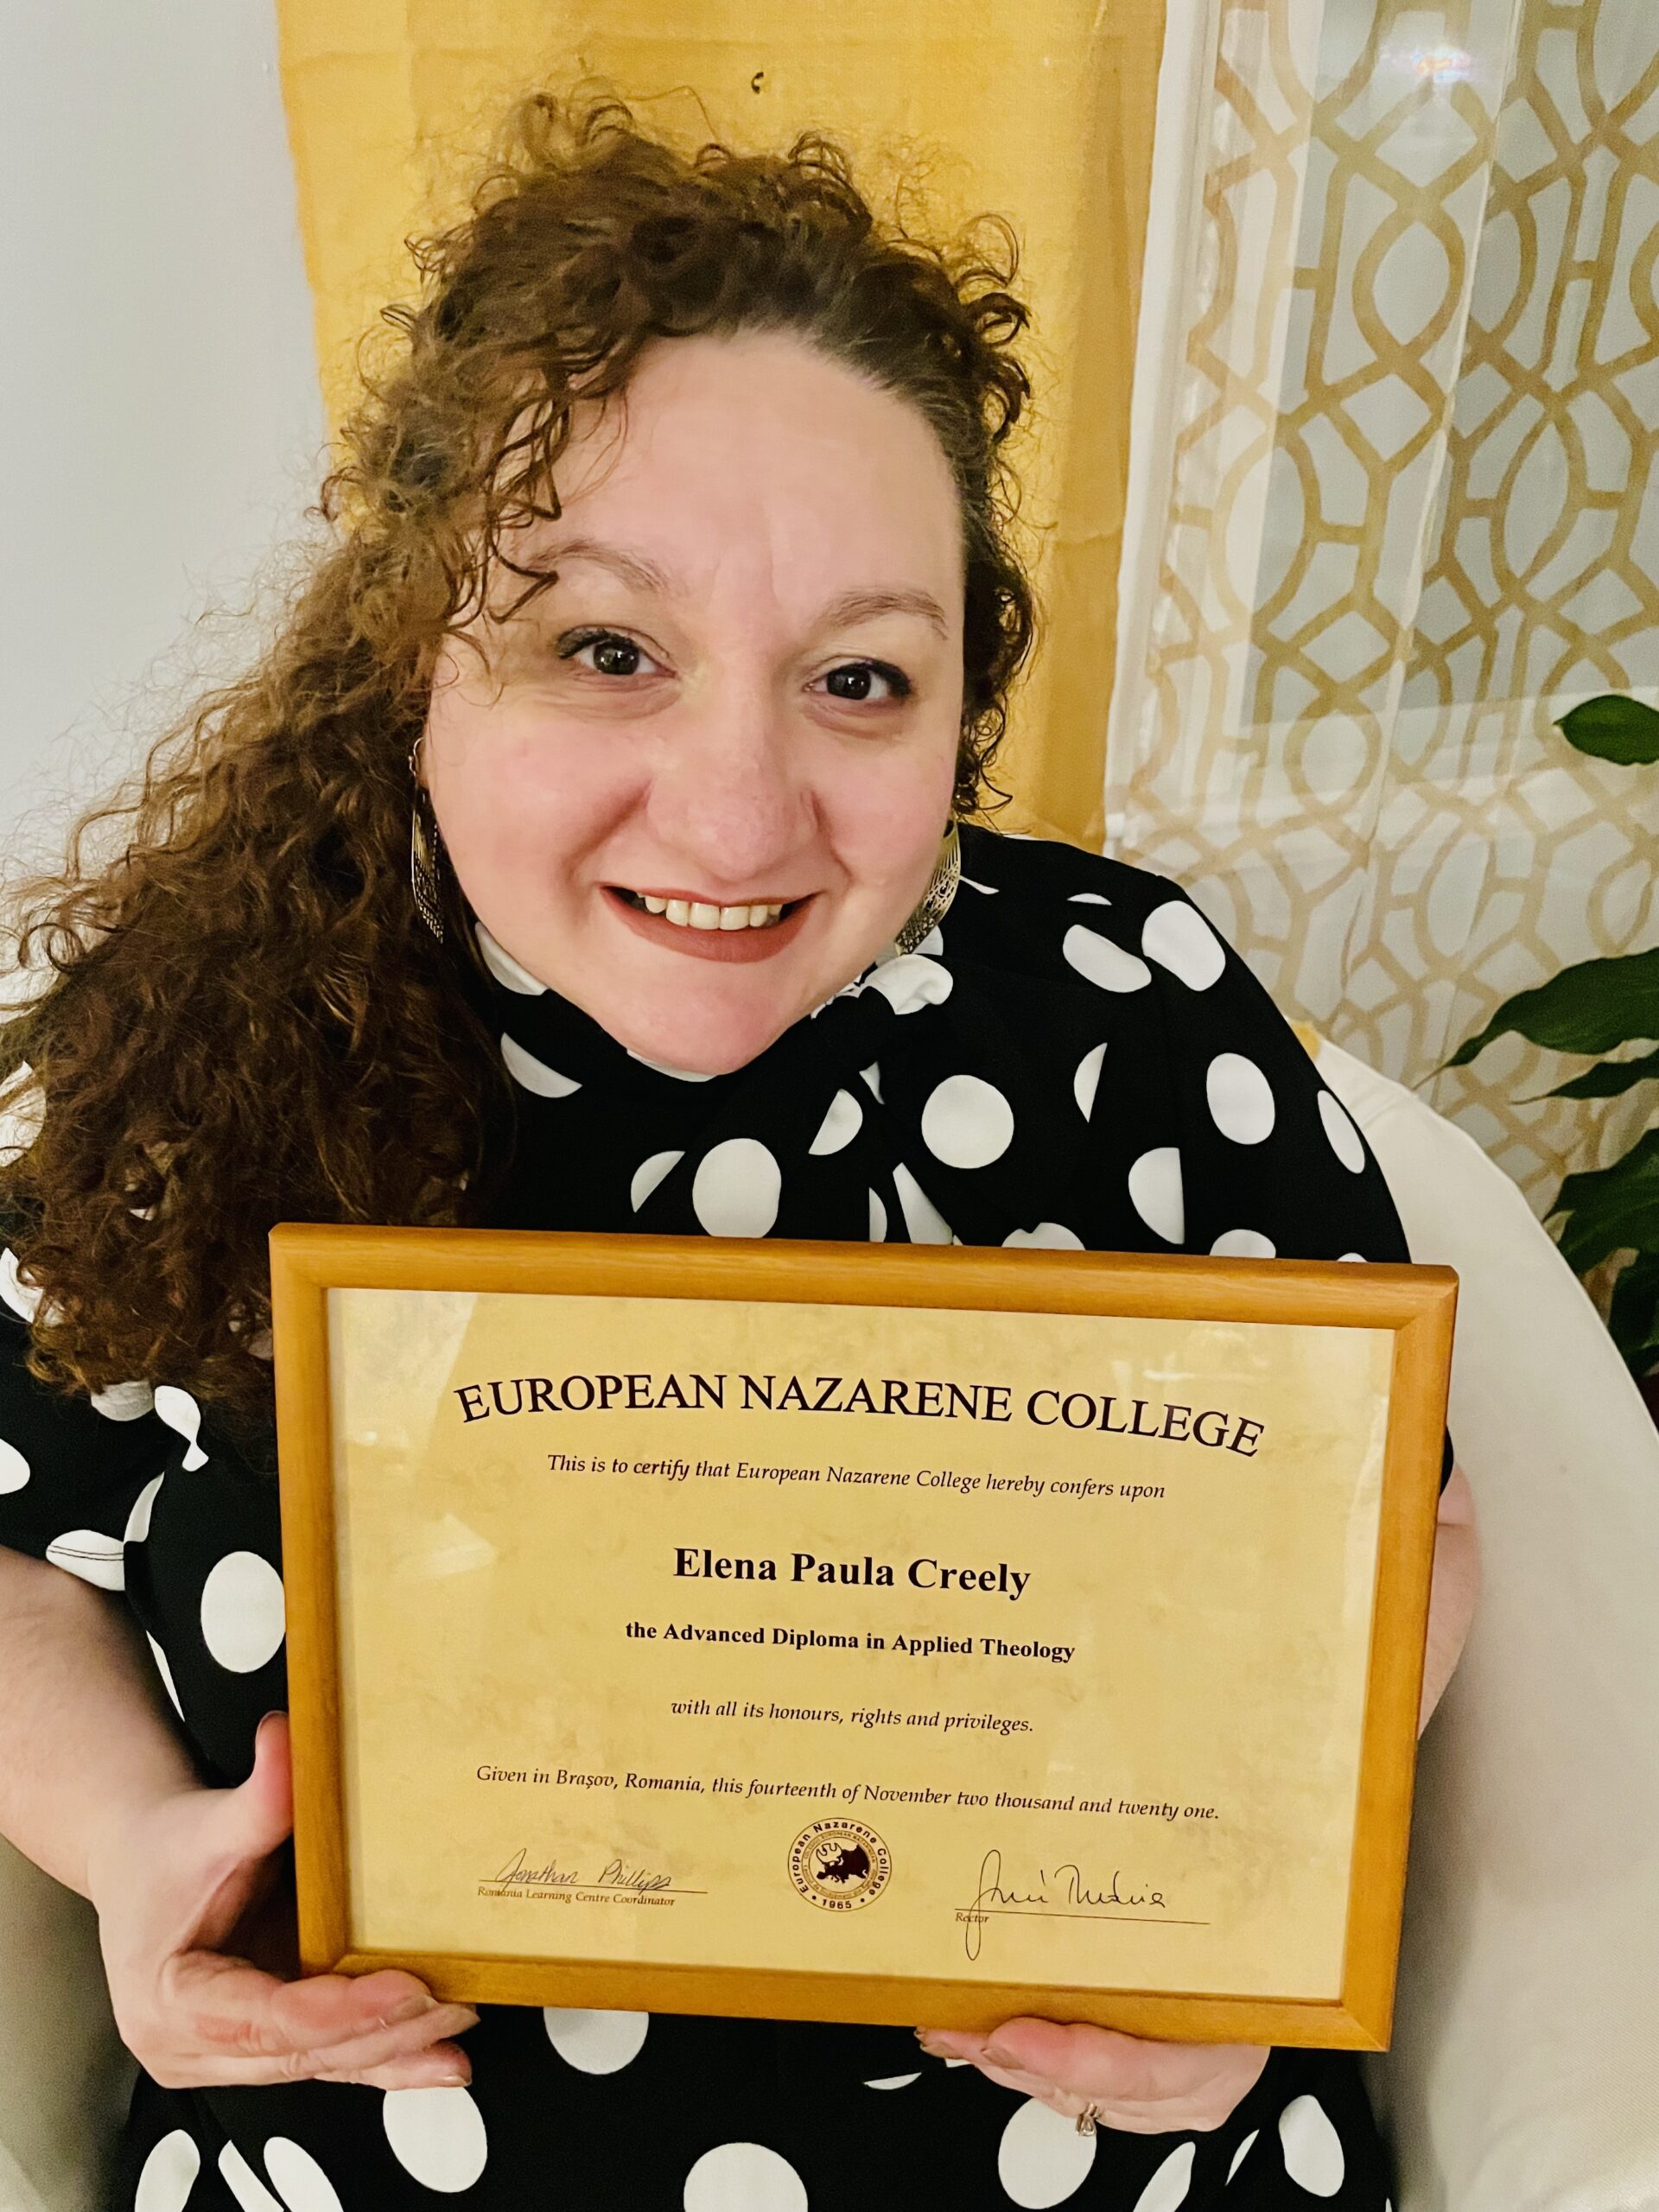 EUROPEAN NAZARENE COLLEGE
This is to certify that European Nazarene College hereby confers upon
Elena Paula Creely
the Advanced Diploma in Applied Theology
with all its honours, rights and privileges.
Given in Braşov, Romania, this fourteenth of November two thousand and twenty one.
Jonathan Phillips
Romania Learning Centre Coordinator
European Nazarene College
• 1965 •
Rector